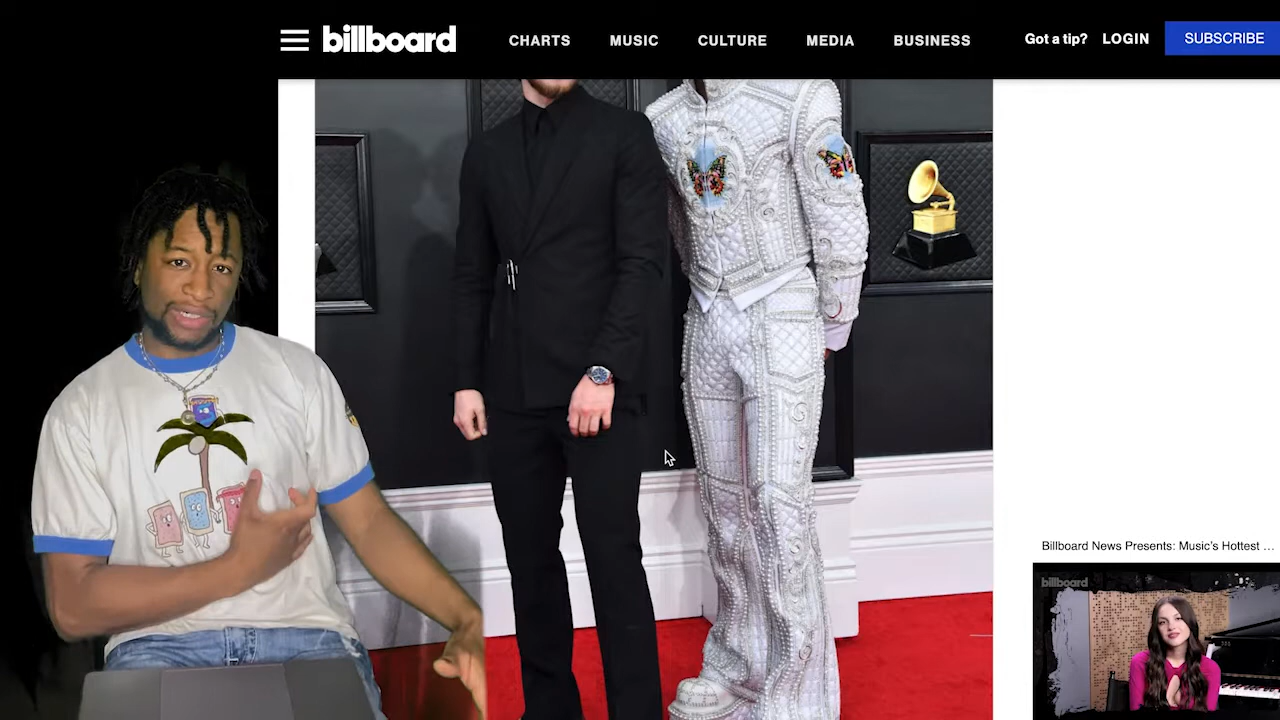 billboard
CHARTS
MUSIC
CULTURE
MEDIA
BUSINESS
Got a tip?
LOGIN
SUBSCRIBE
Billboard News Presents: Music's Hottest ...
billboard